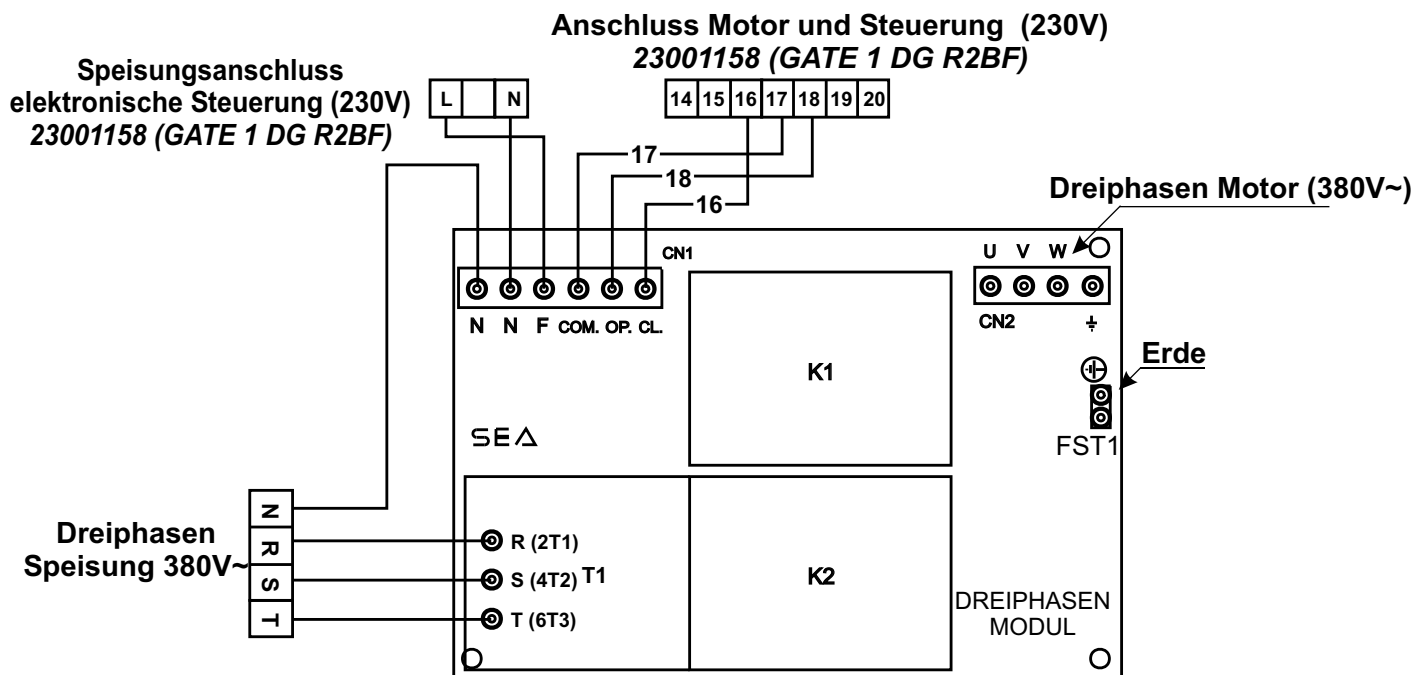 Anschluss Motor und Steuerung (230V)
23001158 (GATE 1 DG R2BF)
Speisungsanschluss
elektronische Steuerung (230V)
23001158 (GATE 1 DG R2BF)
L N
14 15 16 17 18 19 20
17
18
16
Dreiphasen Motor (380V~)
CN1
U V W
N N F COM. OP. CL.
CN2
K1
Erde
SEA
FST1
N
R
S
T
Dreiphasen
Speisung 380V~
R (2T1)
S (4T2) T1
T (6T3)
K2
DREIPHASEN
MODUL